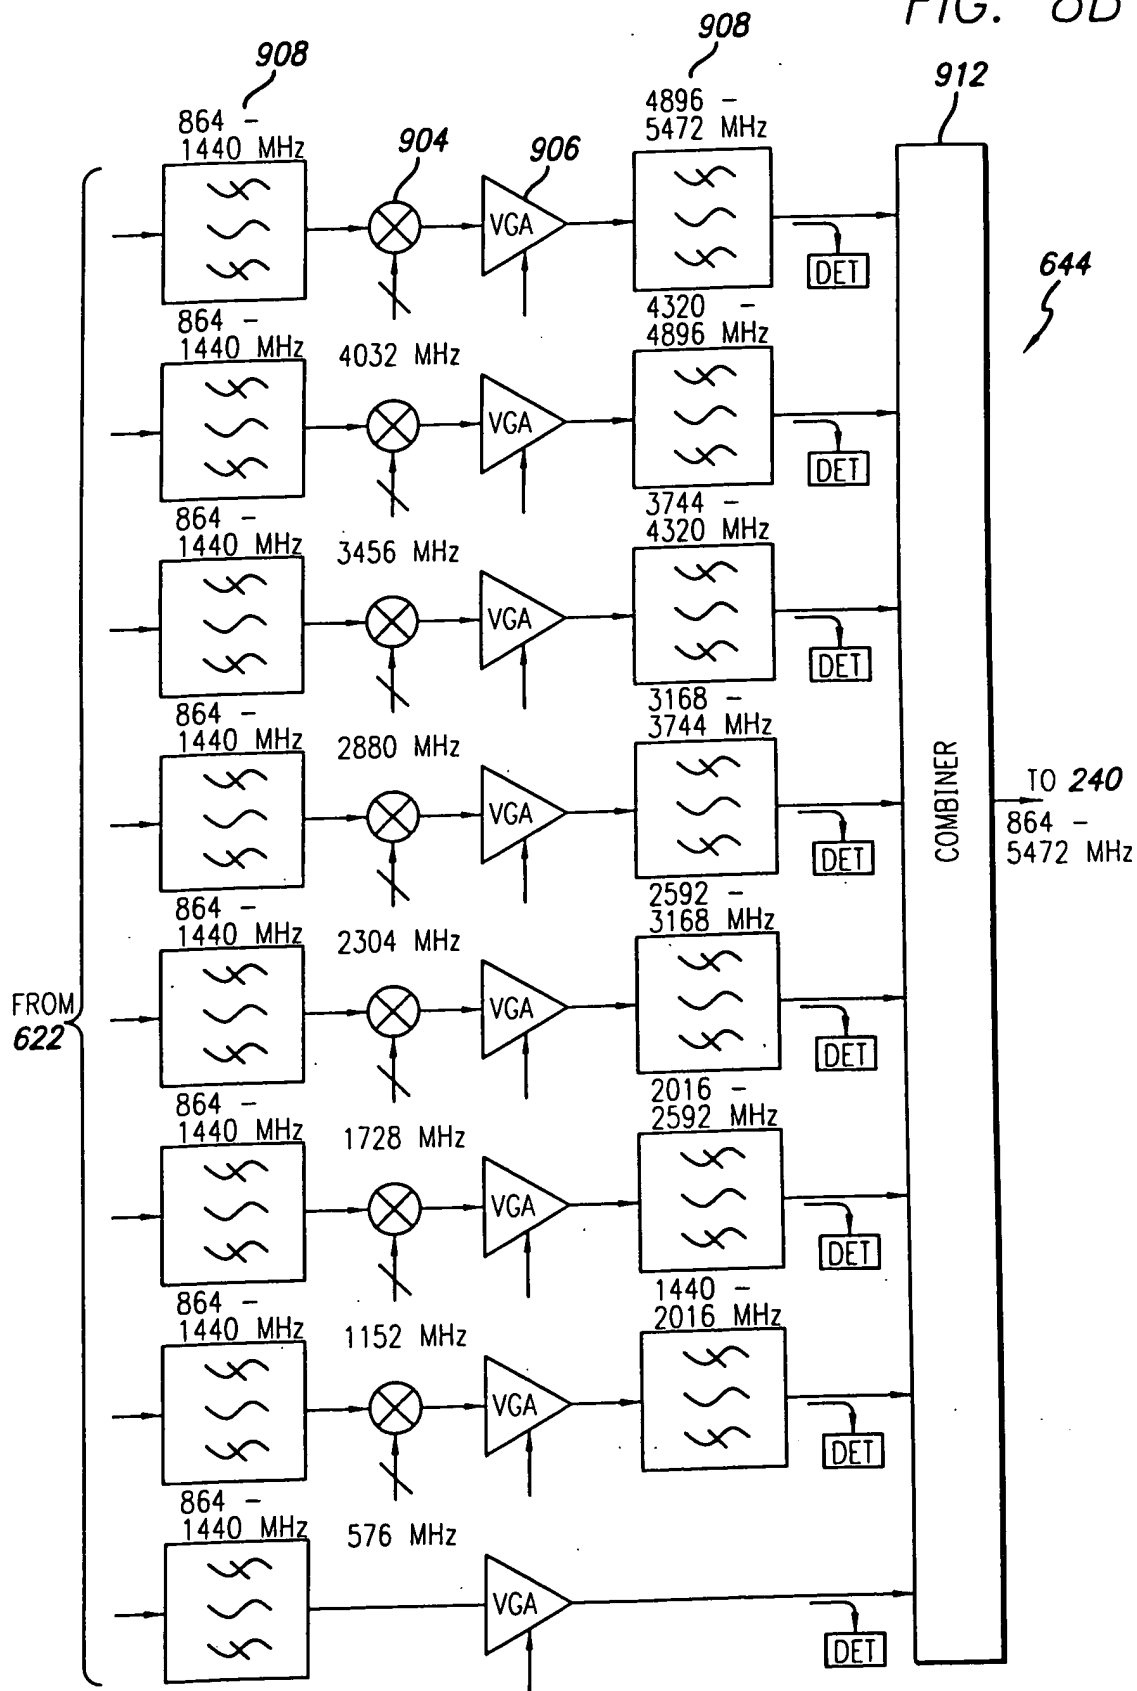 FIG. 8B
908
908
912
864 -
1440 MHz
904
906
4896 -
5472 MHz
VGA
DET
644
864 -
1440 MHz
4032 MHz
4320 -
4896 MHz
VGA
DET
864 -
1440 MHz
3456 MHz
3744 -
4320 MHz
VGA
DET
864 -
1440 MHz
2880 MHz
3168 -
3744 MHz
VGA
DET
COMBINER
TO 240
864 -
5472 MHz
864 -
1440 MHz
2304 MHz
2592 -
3168 MHz
VGA
DET
FROM
622
864 -
1440 MHz
1728 MHz
2016 -
2592 MHz
VGA
DET
864 -
1440 MHz
1152 MHz
1440 -
2016 MHz
VGA
DET
864 -
1440 MHz
576 MHz
VGA
DET